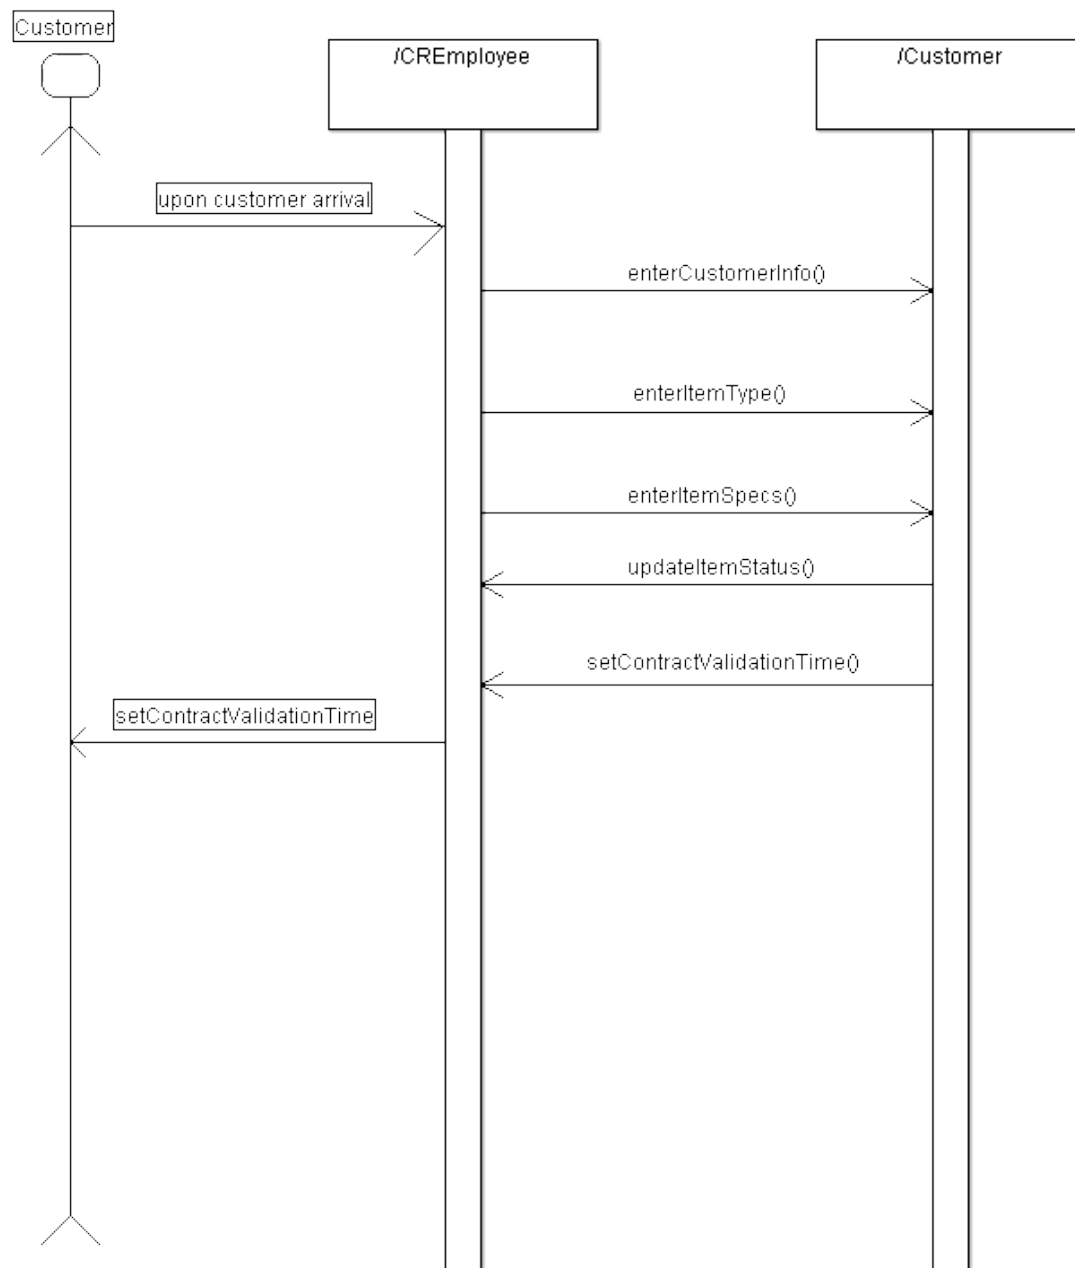 Customer
/CREmployee
/Customer
upon customer arrival
enterCustomerInfo()
enterItemType()
enterItemSpecs()
updateItemStatus()
setContractValidationTime()
setContractValidationTime